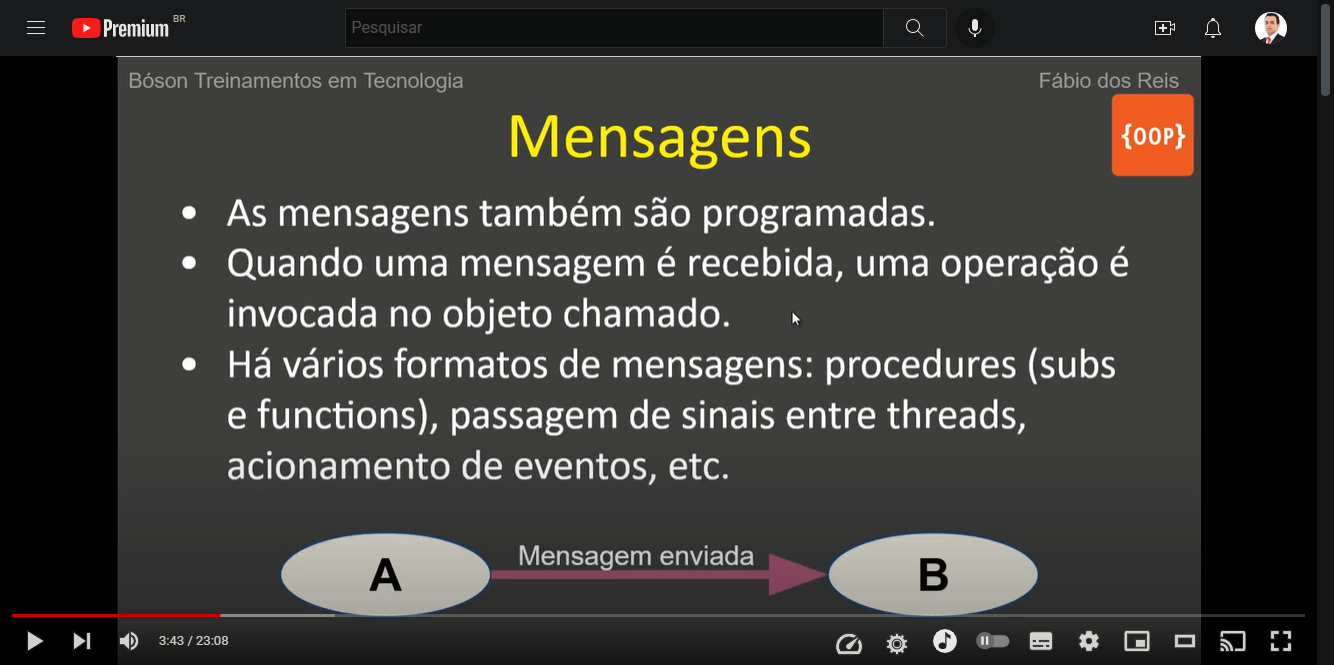 Premium BR
Pesquisar
Bóson Treinamentos em Tecnologia
Fábio dos Reis
Mensagens
{OOP}
• As mensagens também são programadas.
• Quando uma mensagem é recebida, uma operação é
invocada no objeto chamado.
• Há vários formatos de mensagens: procedures (subs
e functions), passagem de sinais entre threads,
acionamento de eventos, etc.
Mensagem enviada
A
B
3:43 / 23:08